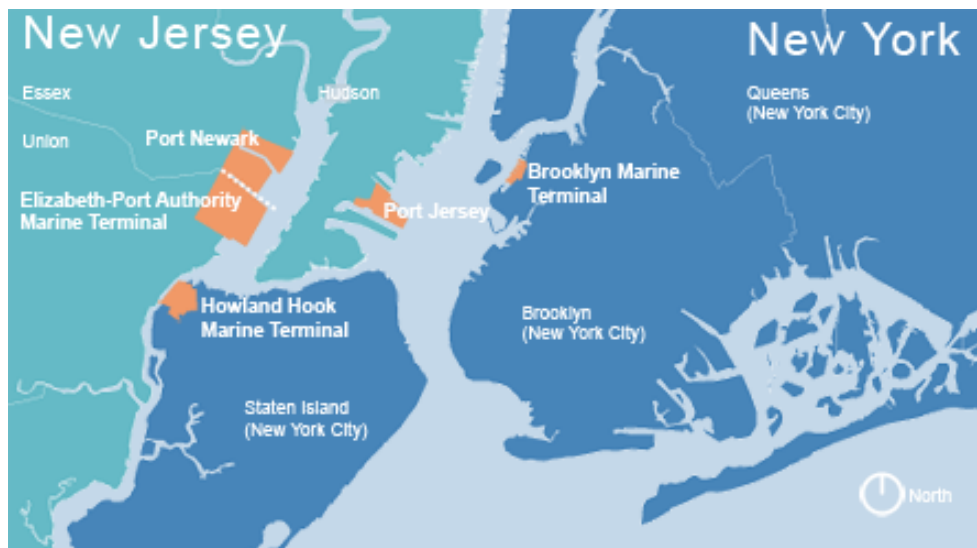 New Jersey
New York
Essex
Hudson
Queens
(New York City)
Union
Port Newark
Brooklyn Marine
Terminal
Elizabeth-Port Authority
Marine Terminal
Port Jersey
Howland Hook
Marine Terminal
Brooklyn
(New York City)
Staten Island
(New York City)
North